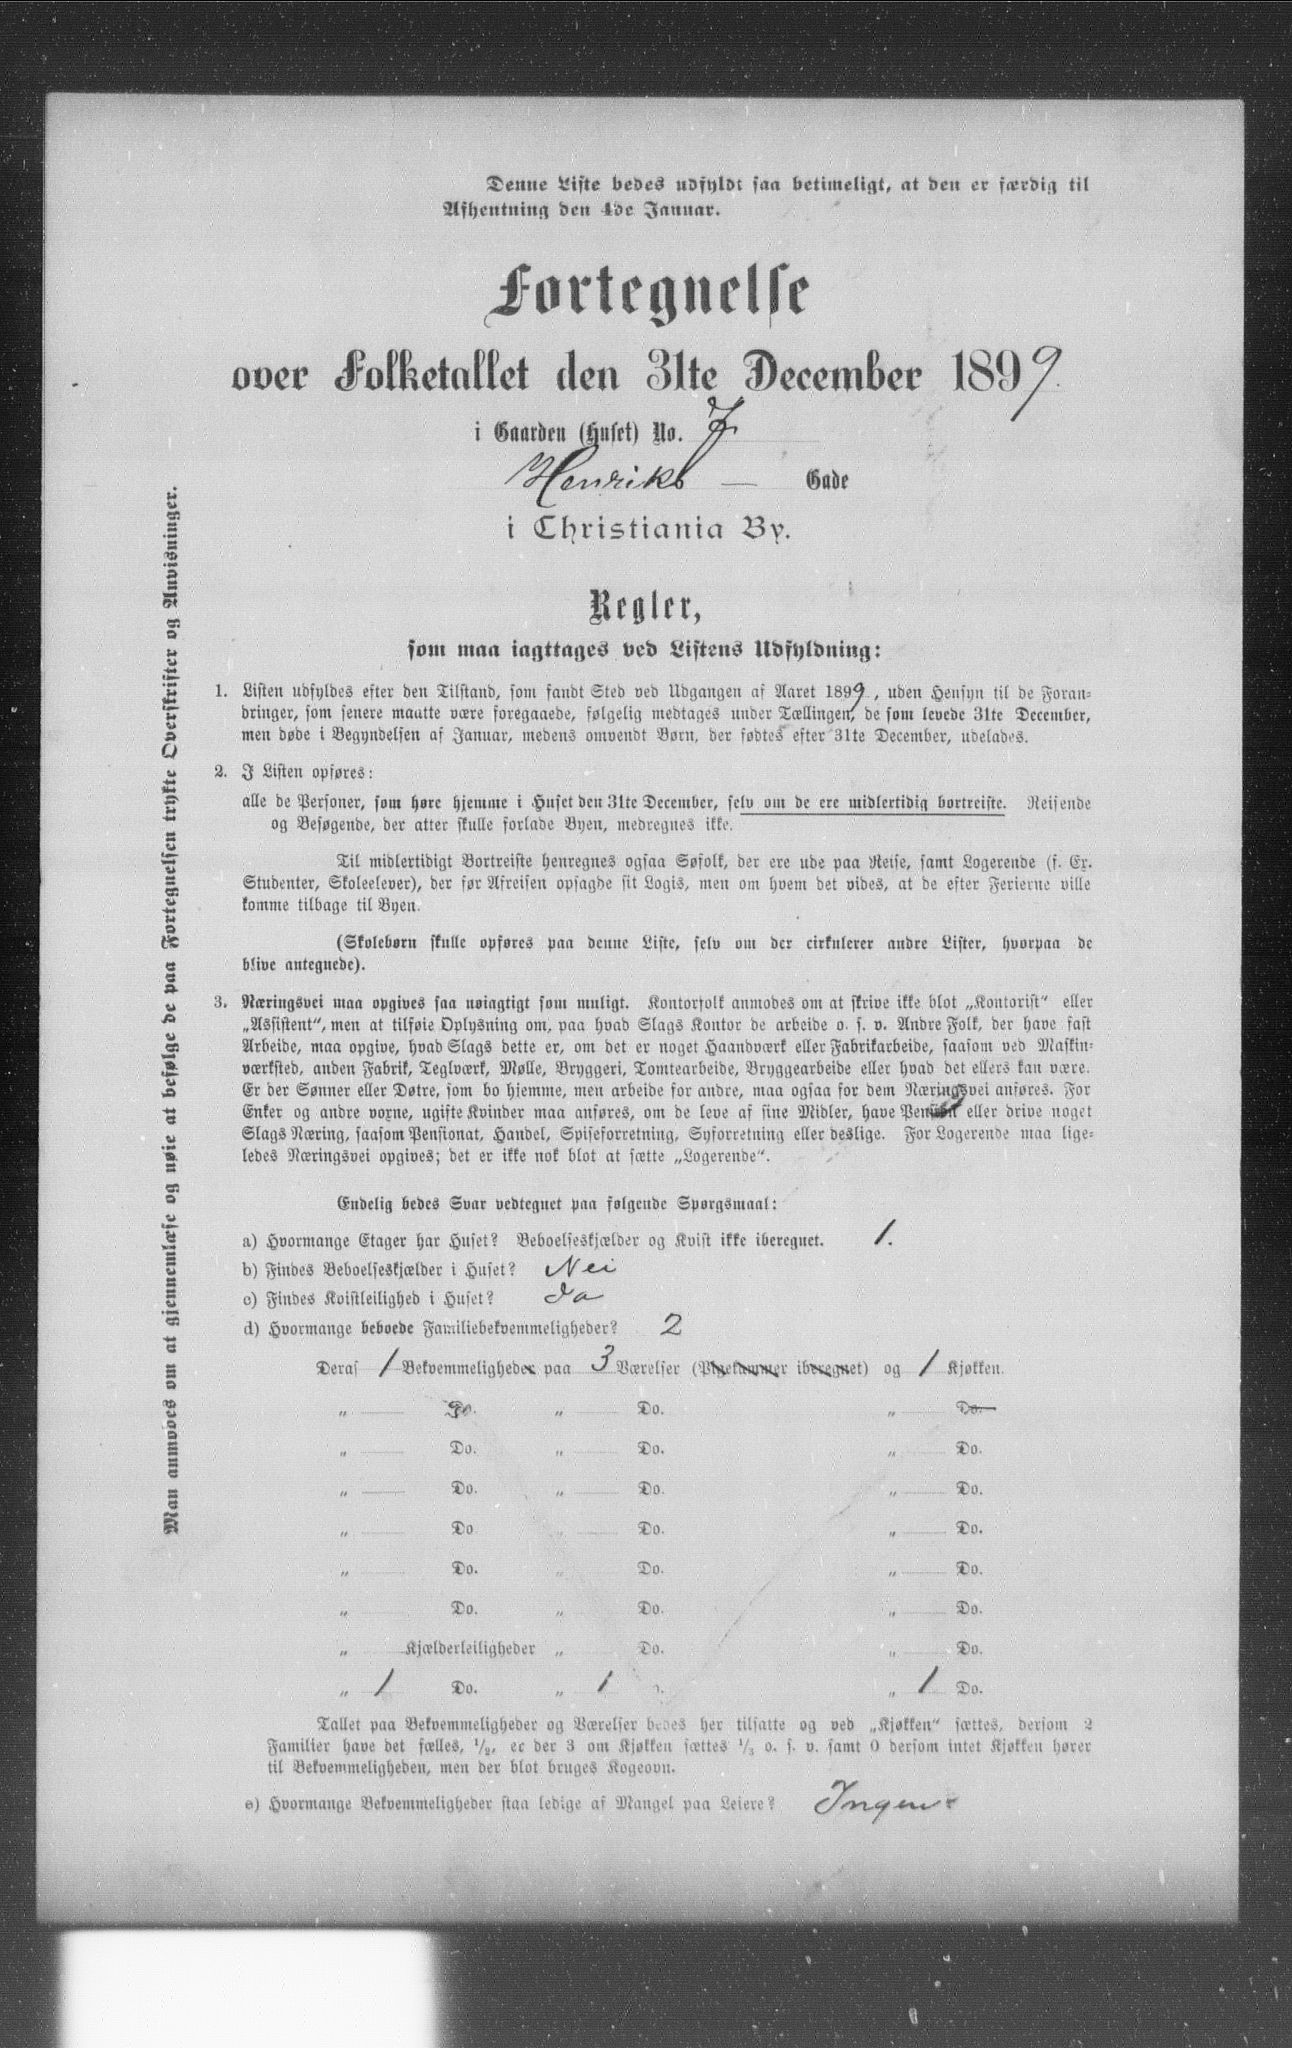 Denne Liste bedes udfyldt saa betimeligt, at den er færdig til
Afhentning den 4de Januar.
Fortegnelse
over Folketallet den 31te December 1899.
i Gaarden (Huset) No. 7
Henriks — Gade
i Christiania By.
Regler,
som maa iagttages ved Listens Udfyldning:
1. Listen udfyldes efter den Tilstand, som fandt Sted ved Udgangen af Aaret 1899, uden Hensyn til de Foran-
dringer, som senere maatte være foregaaede, følgelig medtages under Tællingen, de som levede 31te December,
men døde i Begyndelsen af Januar, medens omvendt Børn, der fødtes efter 31te December, udelades.
2. I Listen opføres:
alle de Personer, som høre hjemme i Huset den 31te December, selv om de ere midlertidig bortreiste. Reisende
og Besøgende, der atter skulle forlade Byen, medregnes ikke.
Til midlertidigt Bortreiste henregnes ogsaa Søfolk, der ere ude paa Reise, samt Logerende (f. Ex.
Studenter, Skoleelever), der før Afreisen opsagde sit Logis, men om hvem det vides, at de efter Ferierne ville
komme tilbage til Byen.
(Skolebørn skulle opføres paa denne Liste, selv om der cirkulerer andre Lister, hvorpaa de
blive antegnede).
3. Næringsvei maa opgives saa nøiagtigt som muligt. Kontorfolk anmodes om at skrive ikke blot „Kontorist“ eller
„Assistent“, men at tilføie Oplysning om, paa hvad Slags Kontor de arbeide o. s. v. Andre Folk, der have fast
Arbeide, maa opgive, hvad Slags dette er, om det er noget Haandværk eller Fabrikarbeide, saasom ved Maskin-
værksted, anden Fabrik, Teglværk, Mølle, Bryggeri, Tomtearbeide, Bryggearbeide eller hvad det ellers kan være.
Er der Sønner eller Døtre, som bo hjemme, men arbeide for andre, maa ogsaa for dem Næringsvei anføres. For
Enker og andre voxne, ugifte Kvinder maa anføres, om de leve af sine Midler, have Pension eller drive noget
Slags Næring, saasom Pensionat, Handel, Spiseforretning, Syforretning eller deslige. For Logerende maa lige-
ledes Næringsvei opgives; det er ikke nok blot at sætte „Logerende“.
Endelig bedes Svar vedtegnet paa følgende Spørgsmaal:
a) Hvormange Etager har Huset? Beboelseskjælder og Kvist ikke iberegnet. 1.
b) Findes Beboelseskjælder i Huset? Nei
c) Findes Kvistleilighed i Huset? Ja
d) Hvormange beboede Familiebekvemmeligheder? 2
Deraf 1 Bekvemmeligheder paa 3 Værelser (Pigekammer iberegnet) og 1 Kjøkken.
„ Do. „ Do. „ Do.
„ Do. „ Do. „ Do.
„ Do. „ Do. „ Do.
„ Do „ Do. „ Do.
„ Do. „ Do. „ Do.
„ Do. „ Do. „ Do.
„ Kjælderleiligheder „ Do. „ Do.
„ 1 Do. „ 1 „ 1 Do.
Tallet paa Bekvemmeligheder og Værelser bedes her tilsatte og ved „Kjøkken“ sættes, dersom 2
Familier have det fælles, 1/2, er der 3 om Kjøkken sættes 1/3 o. s. v. samt 0 dersom intet Kjøkken hører
til Bekvemmeligheden, men der blot bruges Kogeovn.
e) Hvormange Bekvemmeligheder staa ledige af Mangel paa Leiere? Ingen
Man anmodes om at gjennemlæse og nøie at befølge de paa Fortegnelsen trykte Overskrifter og Anvisninger.